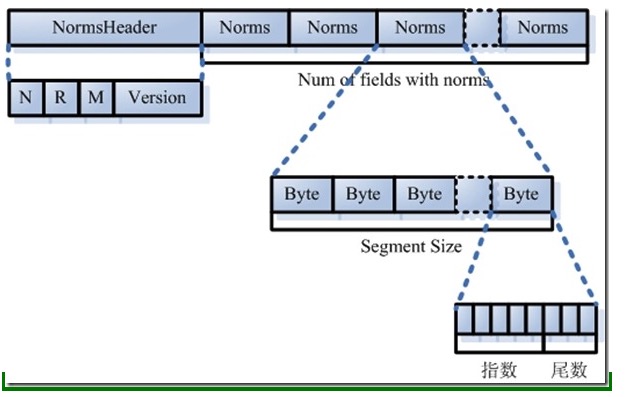 NormsHeader Norms Norms Norms Norms
Num of fields with norms
N R M Version
Byte Byte Byte Byte
Segment Size
指数 尾数